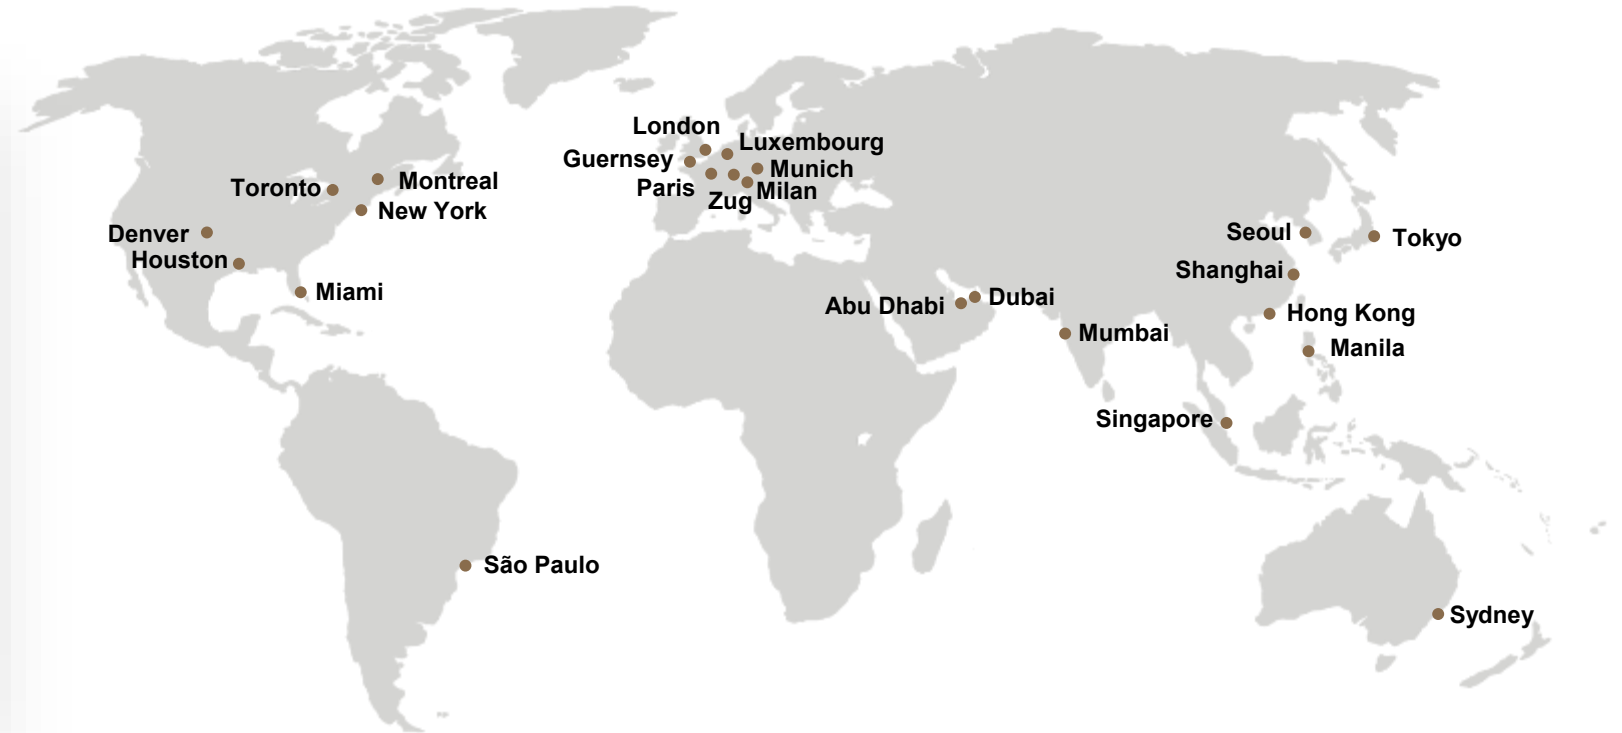 London
Luxembourg
Guernsey
Munich
Paris
Milan
Zug
Toronto
Montreal
New York
Denver
Houston
Miami
Seoul
Tokyo
Shanghai
Abu Dhabi
Dubai
Hong Kong
Mumbai
Manila
Singapore
São Paulo
Sydney